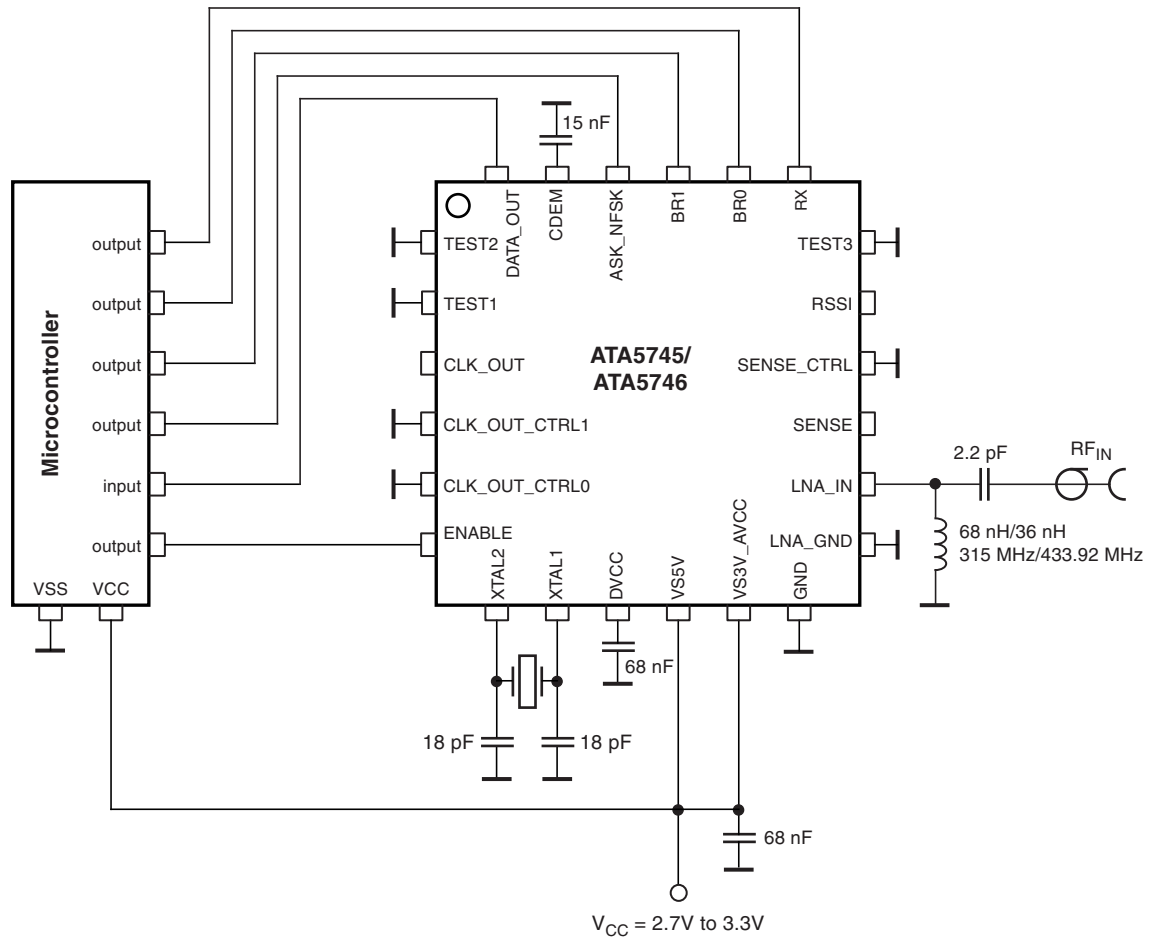 15 nF
DATA_OUT
CDEM
ASK_NFSK
BR1
BR0
RX
Microcontroller
output
output
output
output
input
output
VSS
VCC
TEST2
TEST1
CLK_OUT
CLK_OUT_CTRL1
CLK_OUT_CTRL0
ENABLE
ATA5745/
ATA5746
TEST3
RSSI
SENSE_CTRL
SENSE
LNA_IN
LNA_GND
XTAL2
XTAL1
DVCC
VS5V
VS3V_AVCC
GND
2.2 pF
RFIN
68 nH/36 nH
315 MHz/433.92 MHz
68 nF
18 pF
18 pF
68 nF
VCC = 2.7V to 3.3V